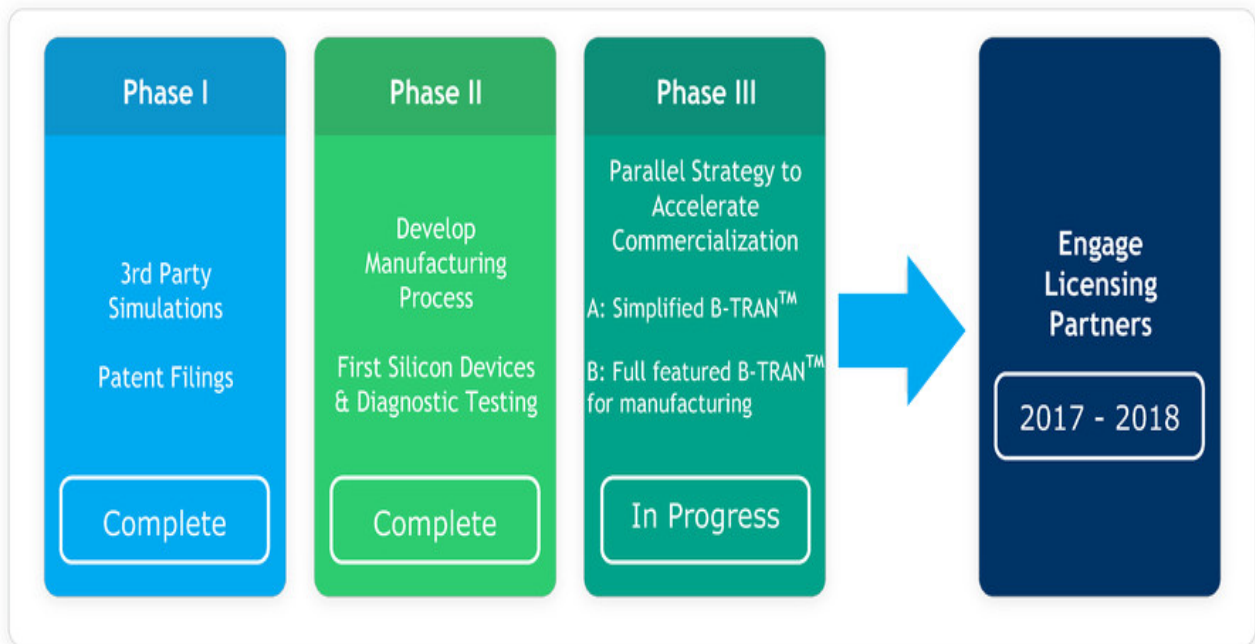 Phase I
3rd Party
Simulations
Patent Filings
Complete
Phase II
Develop
Manufacturing
Process
First Silicon Devices
& Diagnostic Testing
Complete
Phase III
Parallel Strategy to
Accelerate
Commercialization
A: Simplified B-TRAN™
B: Full featured B-TRAN™
for manufacturing
In Progress
Engage
Licensing
Partners
2017 - 2018